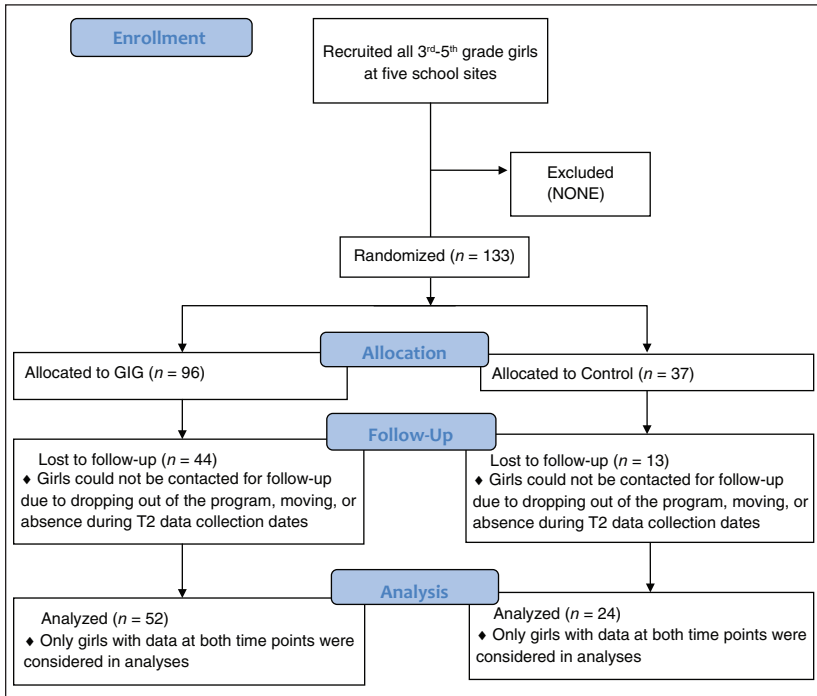 Enrollment
Recruited all 3rd-5th grade girls
at five school sites
Excluded
(NONE)
Randomized (n = 133)
Allocation
Allocated to GIG (n = 96)
Allocated to Control (n = 37)
Follow-Up
Lost to follow-up (n = 44)
♦ Girls could not be contacted for follow-up
due to dropping out of the program, moving, or
absence during T2 data collection dates
Lost to follow-up (n = 13)
♦ Girls could not be contacted for follow-up
due to dropping out of the program, moving, or
absence during T2 data collection dates
Analysis
Analyzed (n = 52)
♦ Only girls with data at both time points were
considered in analyses
Analyzed (n = 24)
♦ Only girls with data at both time points were
considered in analyses